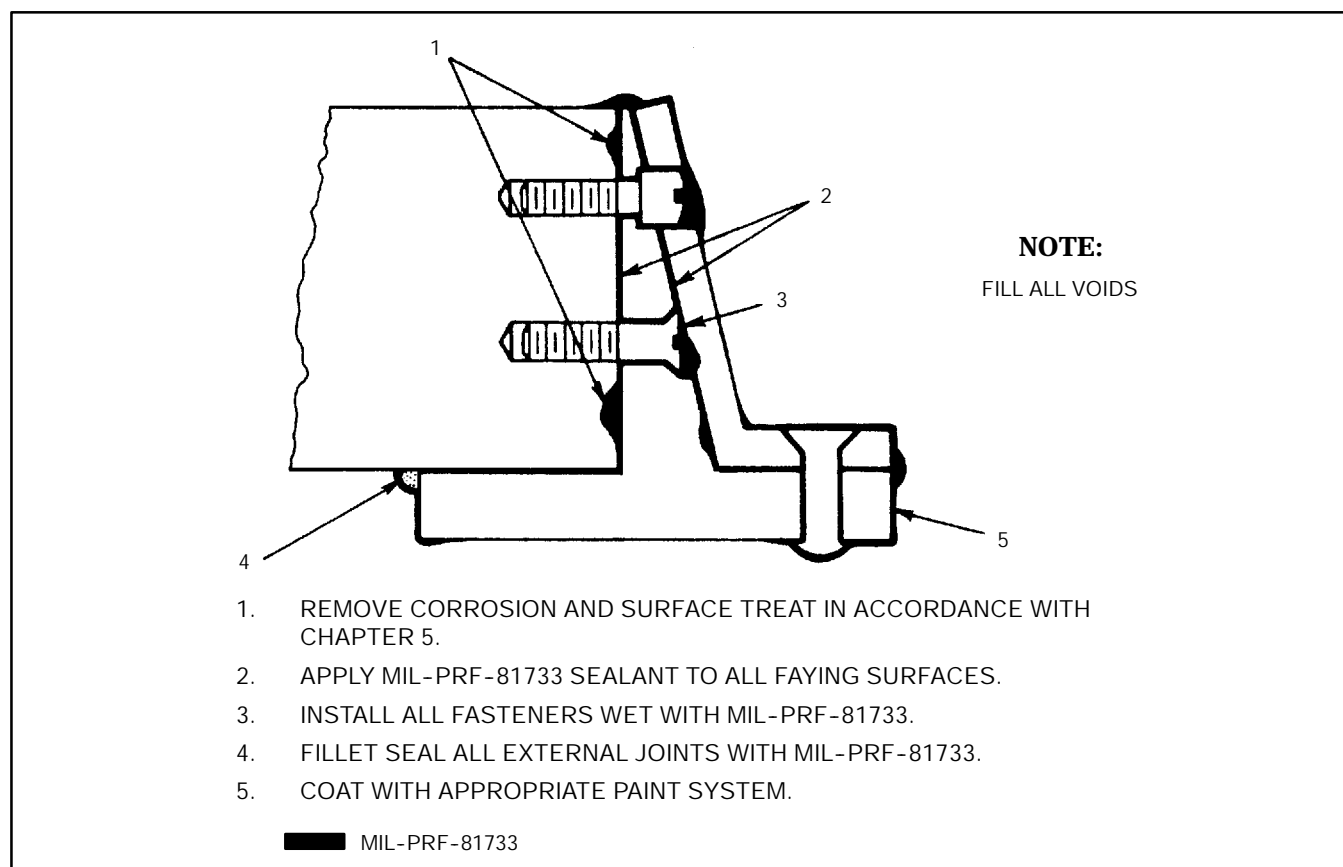 1
2
NOTE:
FILL ALL VOIDS
3
4
5
1. REMOVE CORROSION AND SURFACE TREAT IN ACCORDANCE WITH
CHAPTER 5.
2. APPLY MIL-PRF-81733 SEALANT TO ALL FAYING SURFACES.
3. INSTALL ALL FASTENERS WET WITH MIL-PRF-81733.
4. FILLET SEAL ALL EXTERNAL JOINTS WITH MIL-PRF-81733.
5. COAT WITH APPROPRIATE PAINT SYSTEM.
MIL-PRF-81733